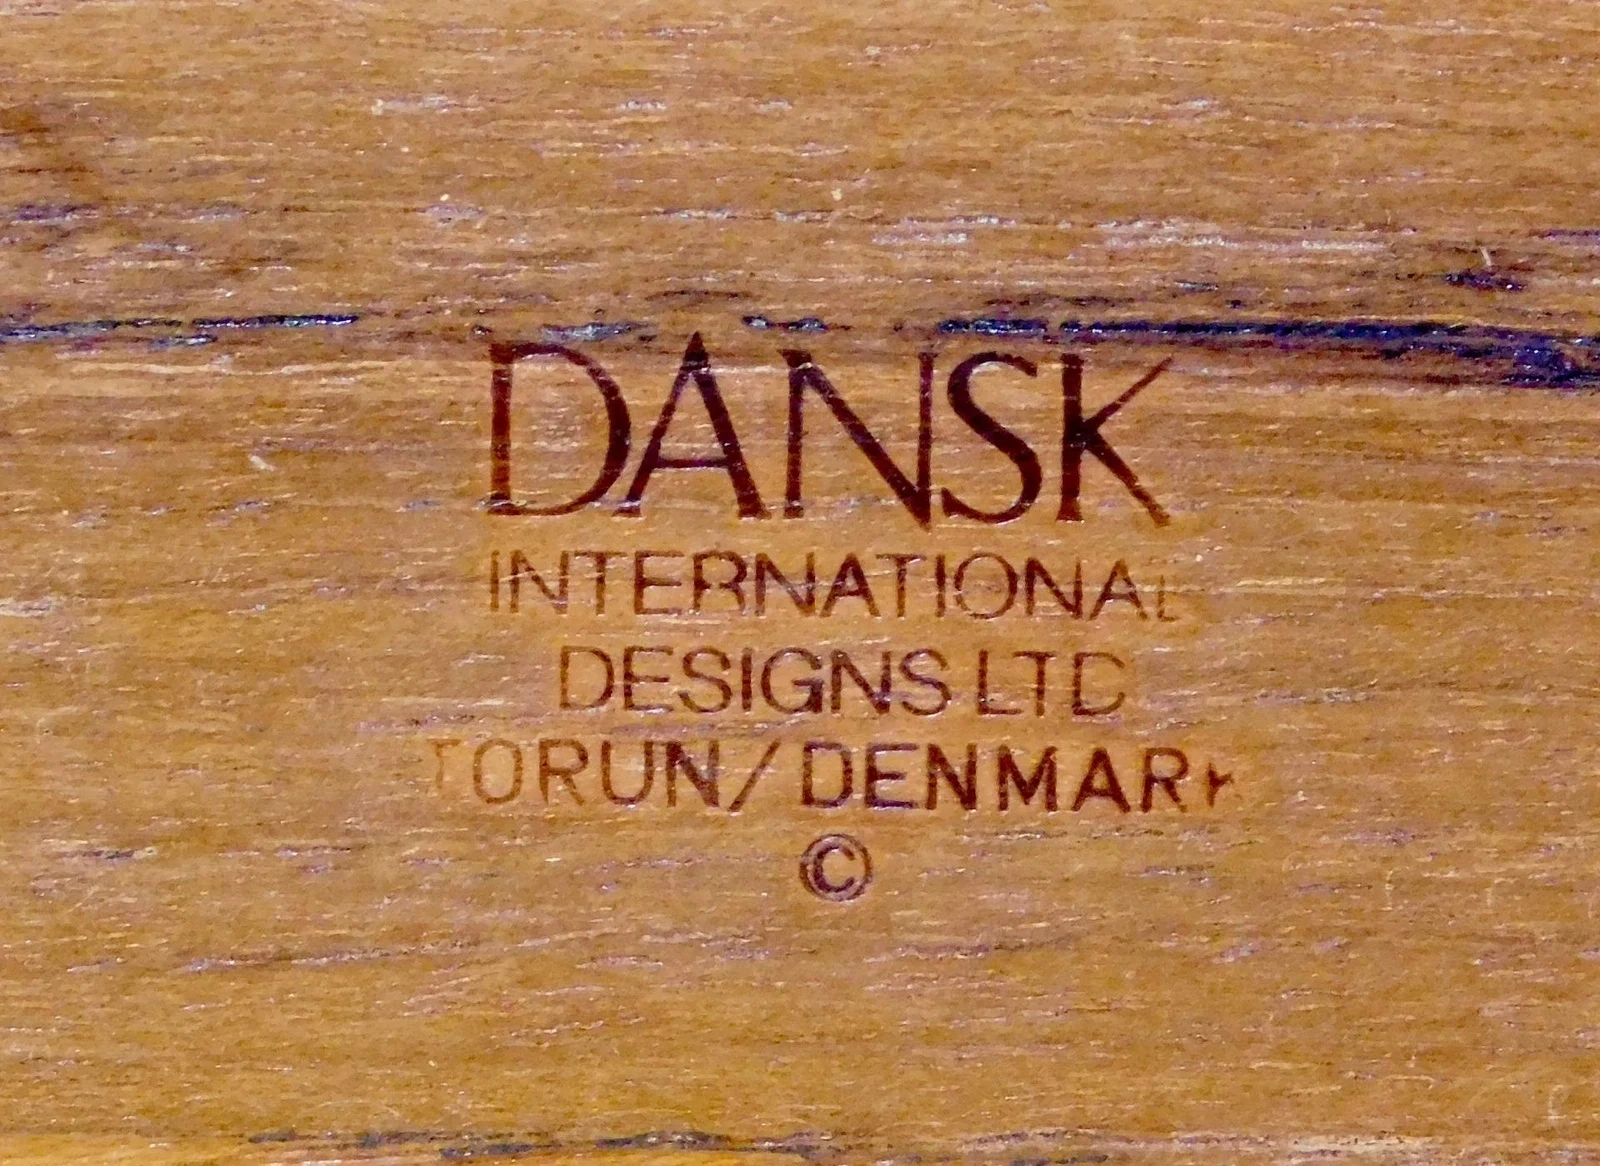 DANSK
INTERNATIONAL
DESIGNS LTD
TORUN/DENMARK
©